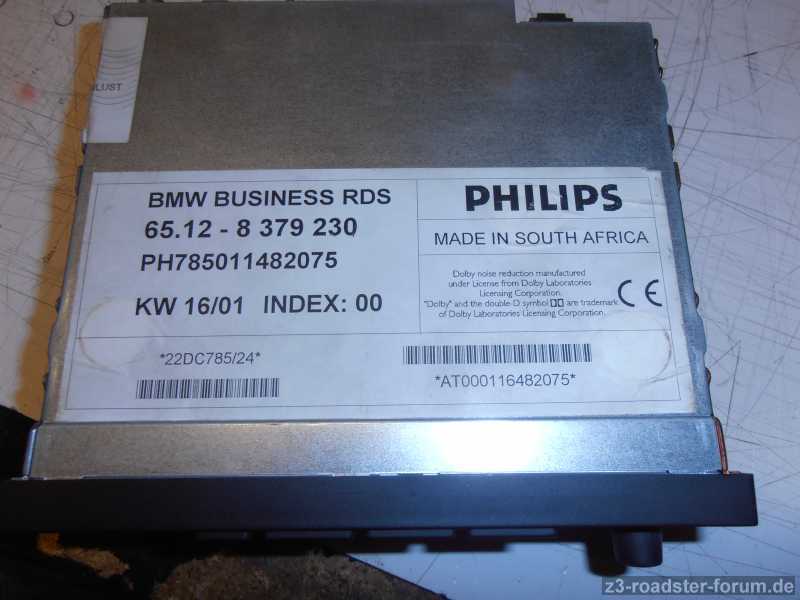 BMW BUSINESS RDS
65.12 - 8 379 230
PH785011482075
KW 16/01 INDEX: 00
PHILIPS
MADE IN SOUTH AFRICA
Dolby noise reduction manufactured
under License from Dolby Laboratories
Licensing Corporation.
"Dolby" and the double-D symbol are trademark
of Dolby Laboratories Licensing Corporation.
CE
*22DC785/24*
*AT000116482075*
z3-roadster-forum.de